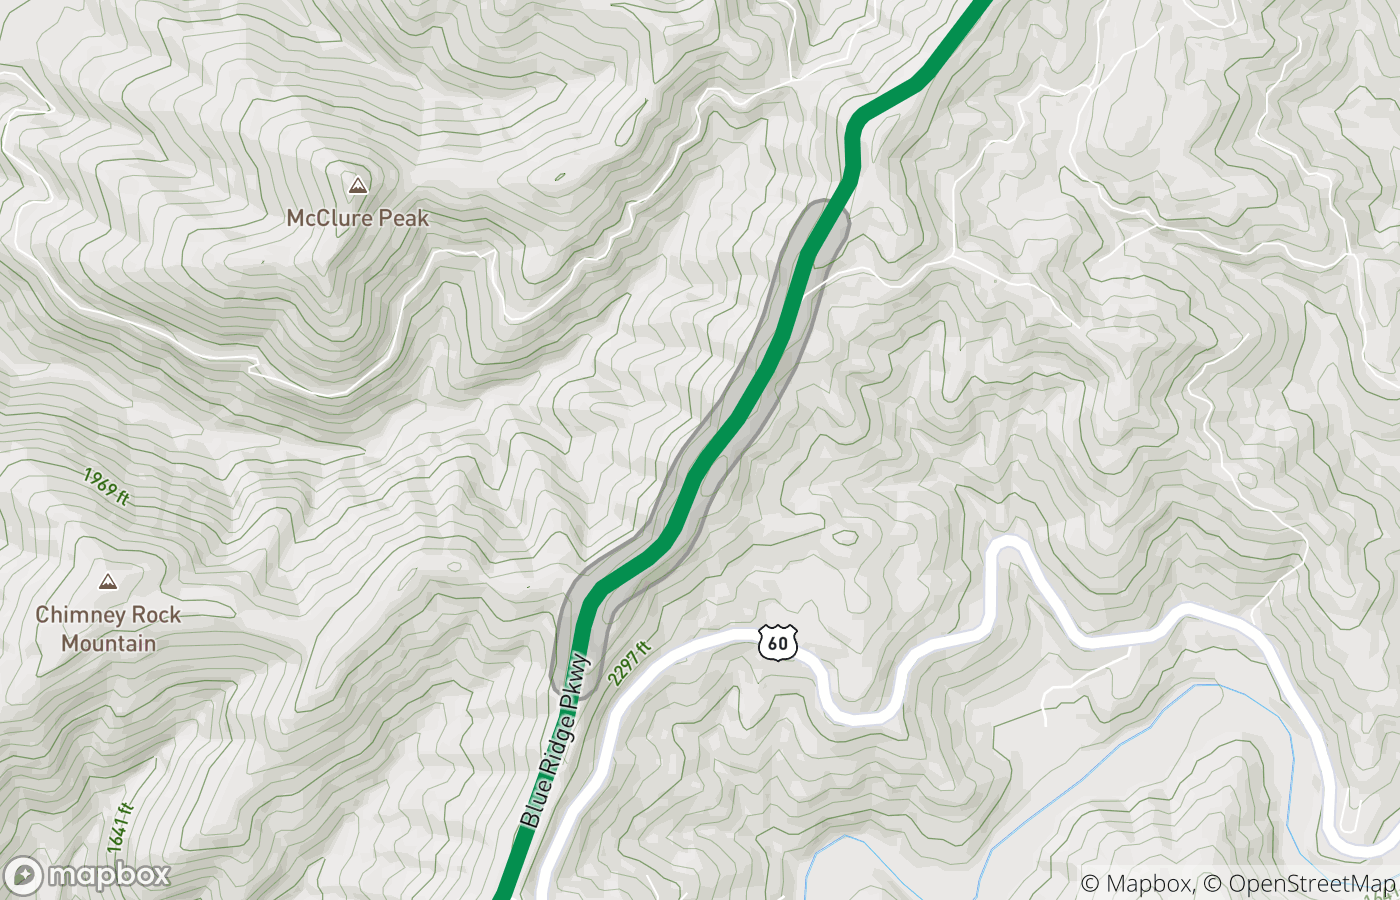 McClure Peak
1969 ft
Chimney Rock
Mountain
60
2297 ft
Blue Ridge Pkwy
1641 ft
mapbox
© Mapbox, © OpenStreetMap